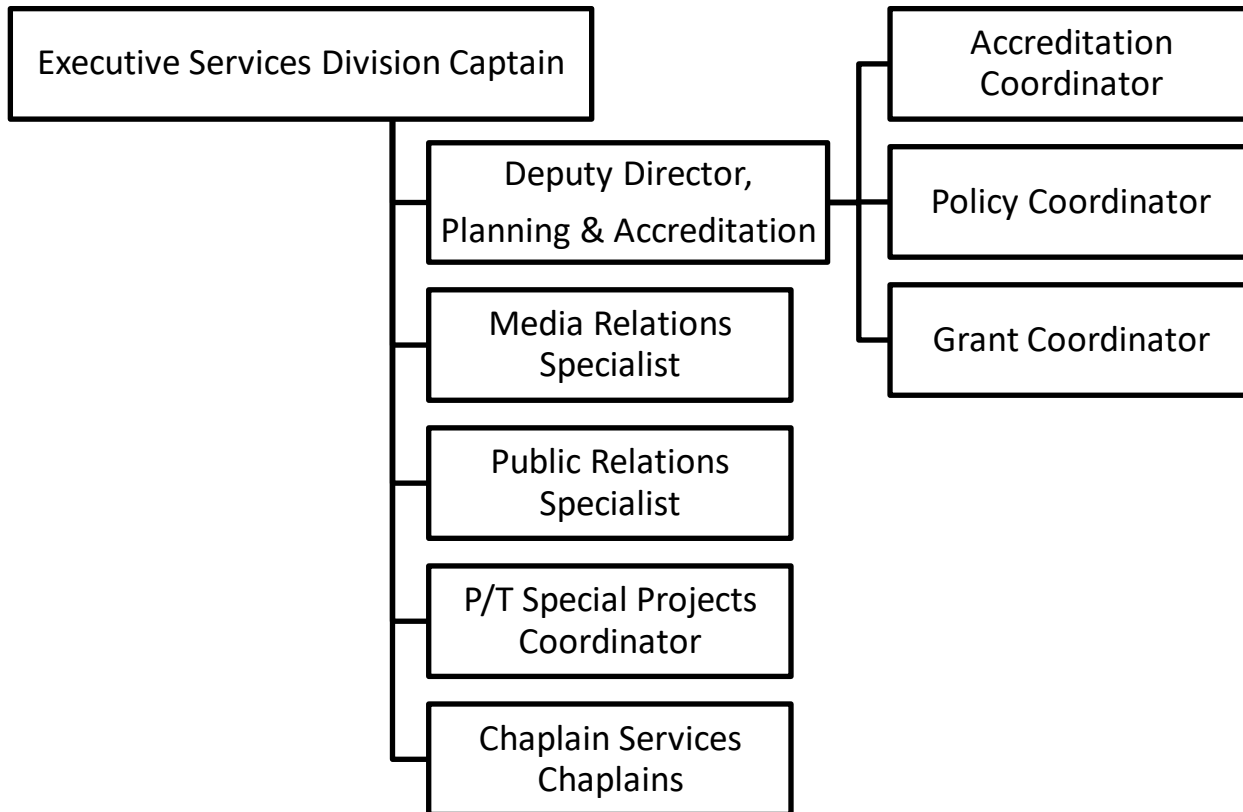 Executive Services Division Captain
Deputy Director,
Planning & Accreditation
Media Relations
Specialist
Public Relations
Specialist
P/T Special Projects
Coordinator
Chaplain Services
Chaplains
Accreditation
Coordinator
Policy Coordinator
Grant Coordinator